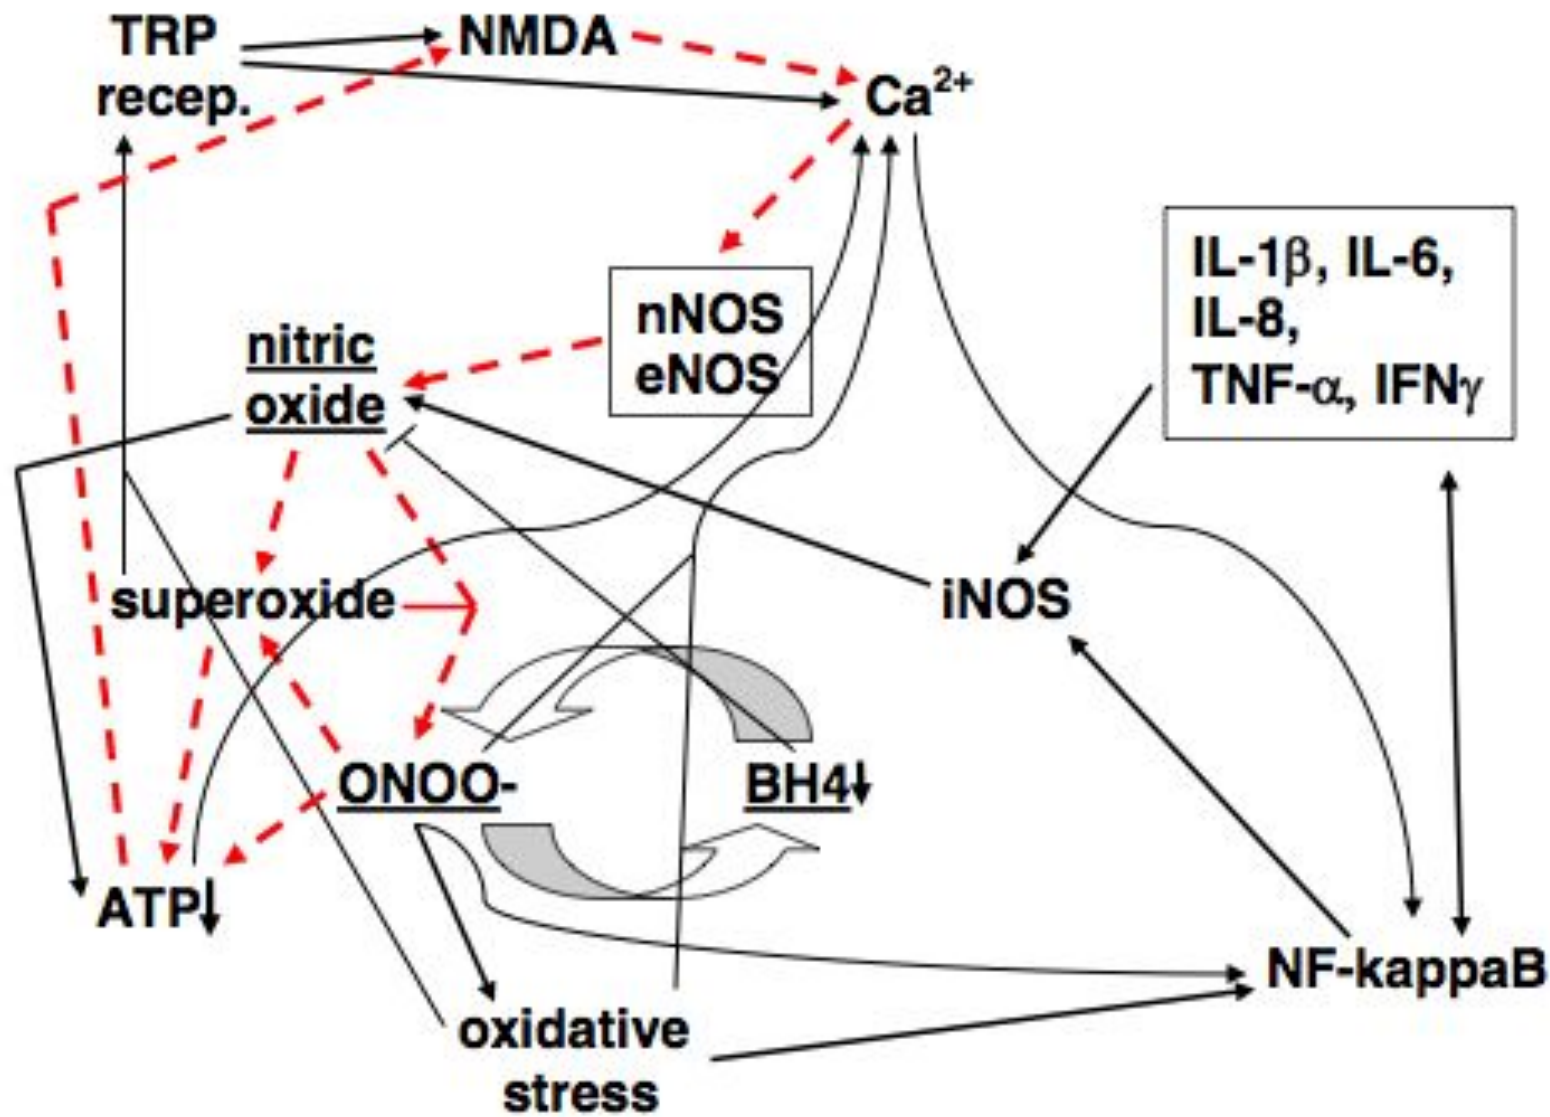 TRP
recep.
NMDA
Ca²⁺
IL-1β, IL-6,
IL-8,
TNF-α, IFNγ
nNOS
eNOS
nitric
oxide
superoxide
iNOS
ONOO-
BH4↓
ATP↓
NF-kappaB
oxidative
stress